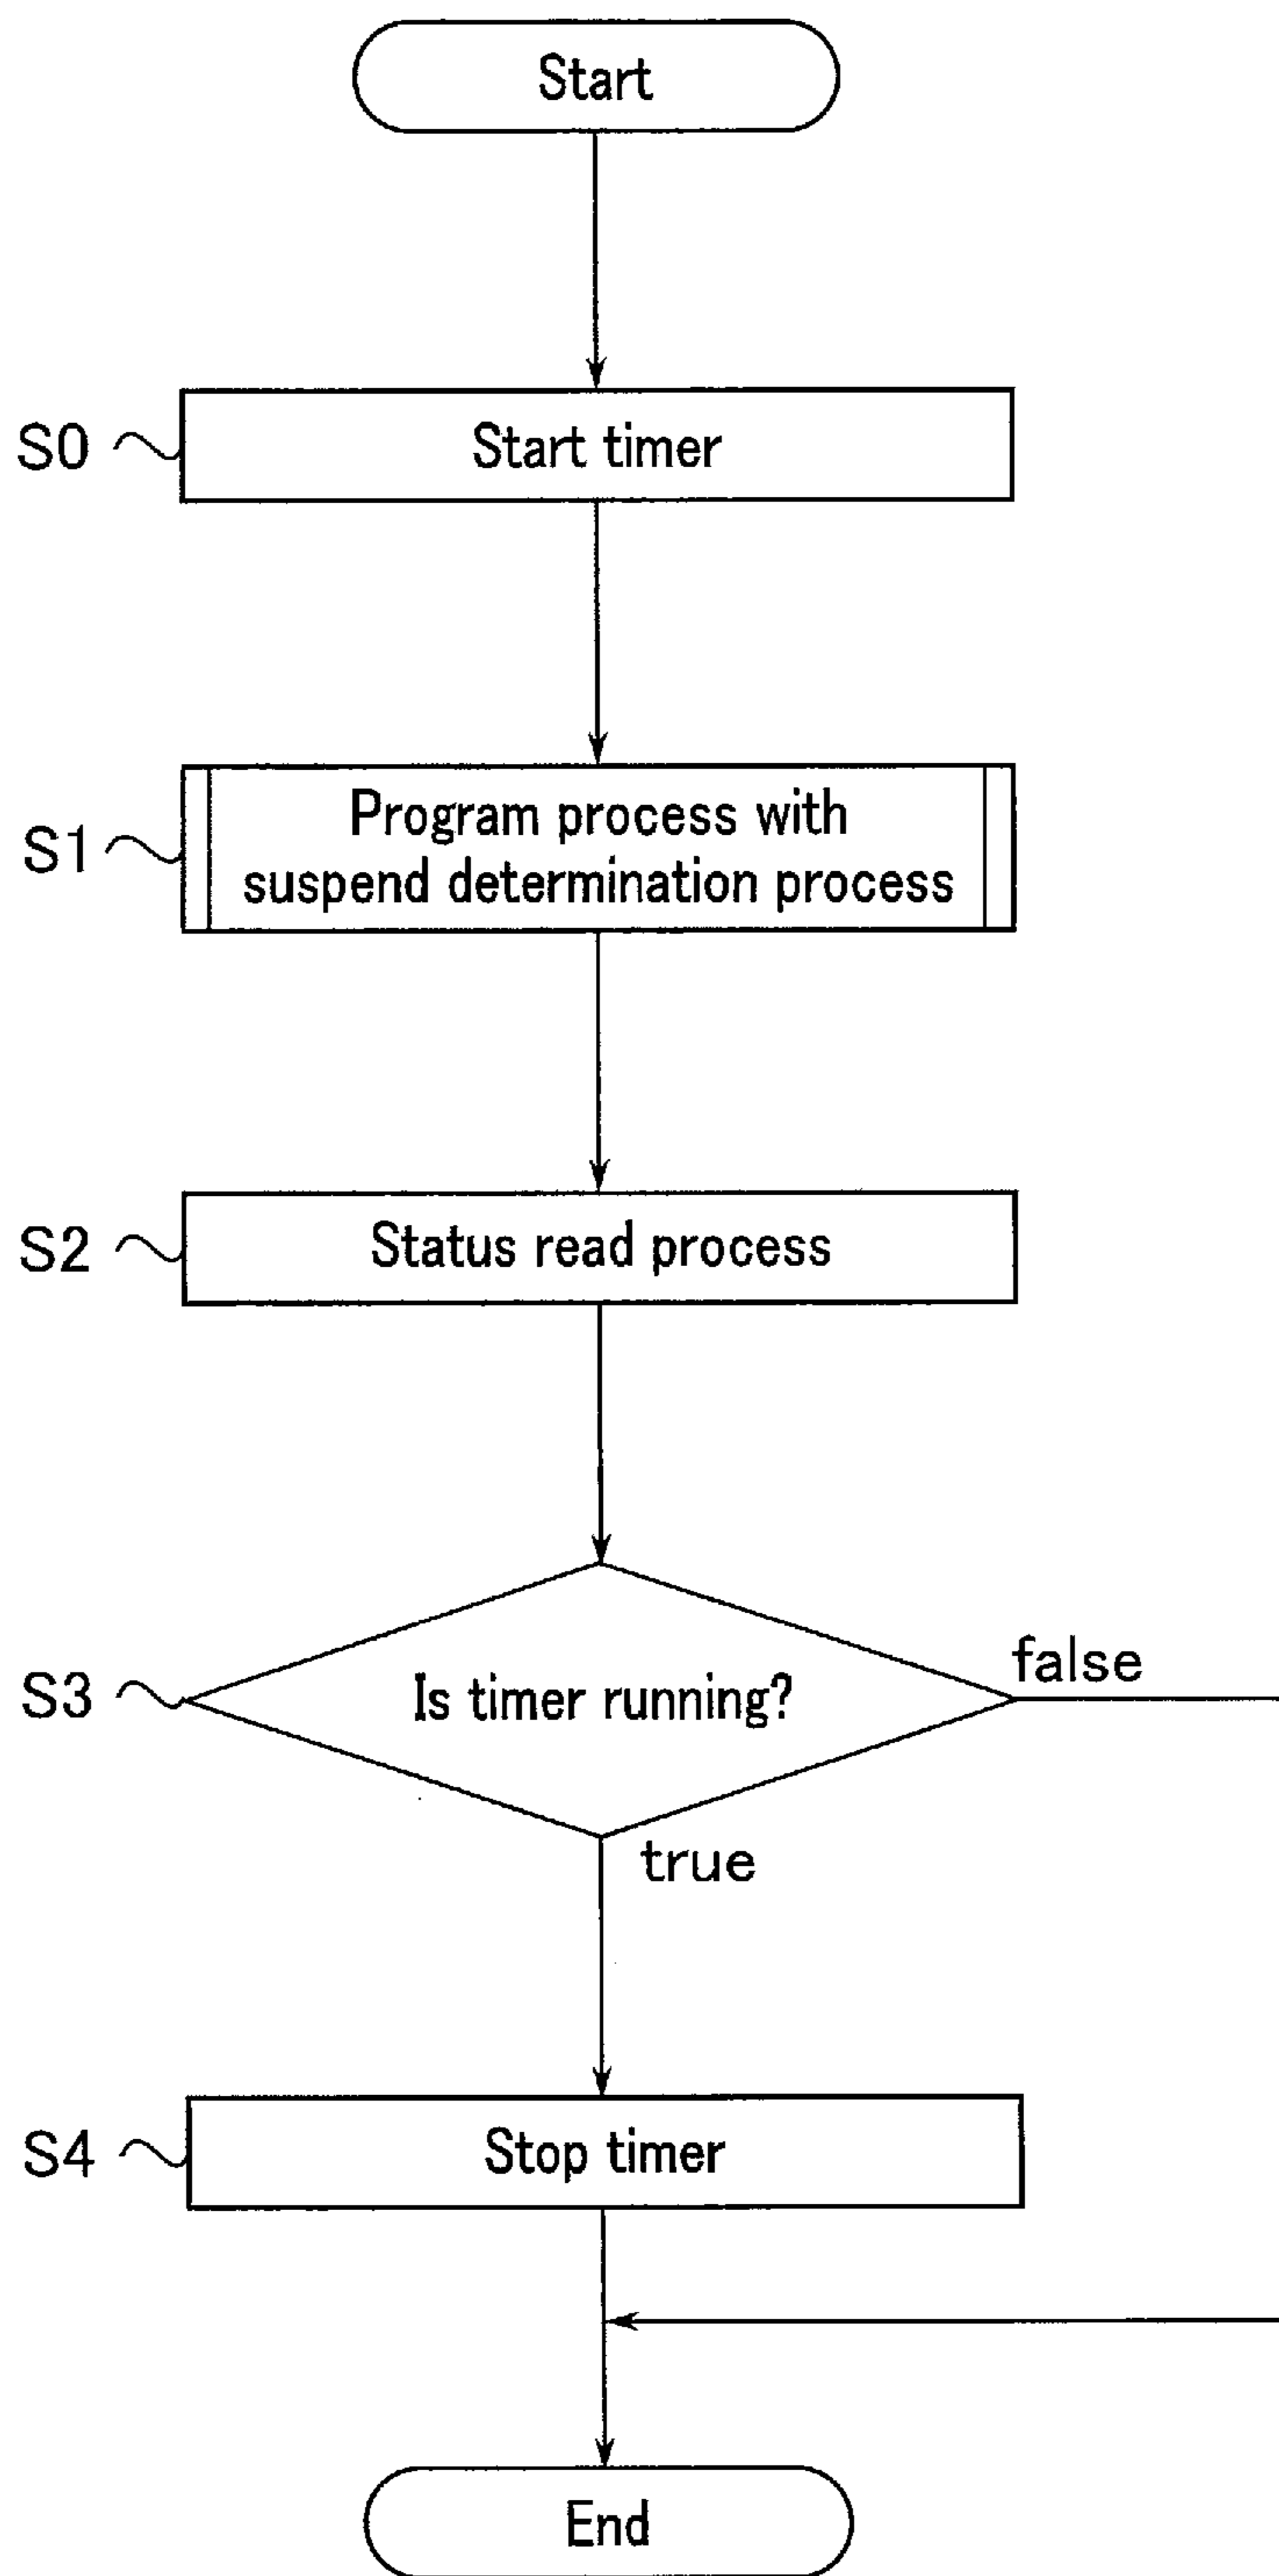 Start
S0
Start timer
S1
Program process with
suspend determination process
S2
Status read process
S3
Is timer running?
false
true
S4
Stop timer
End